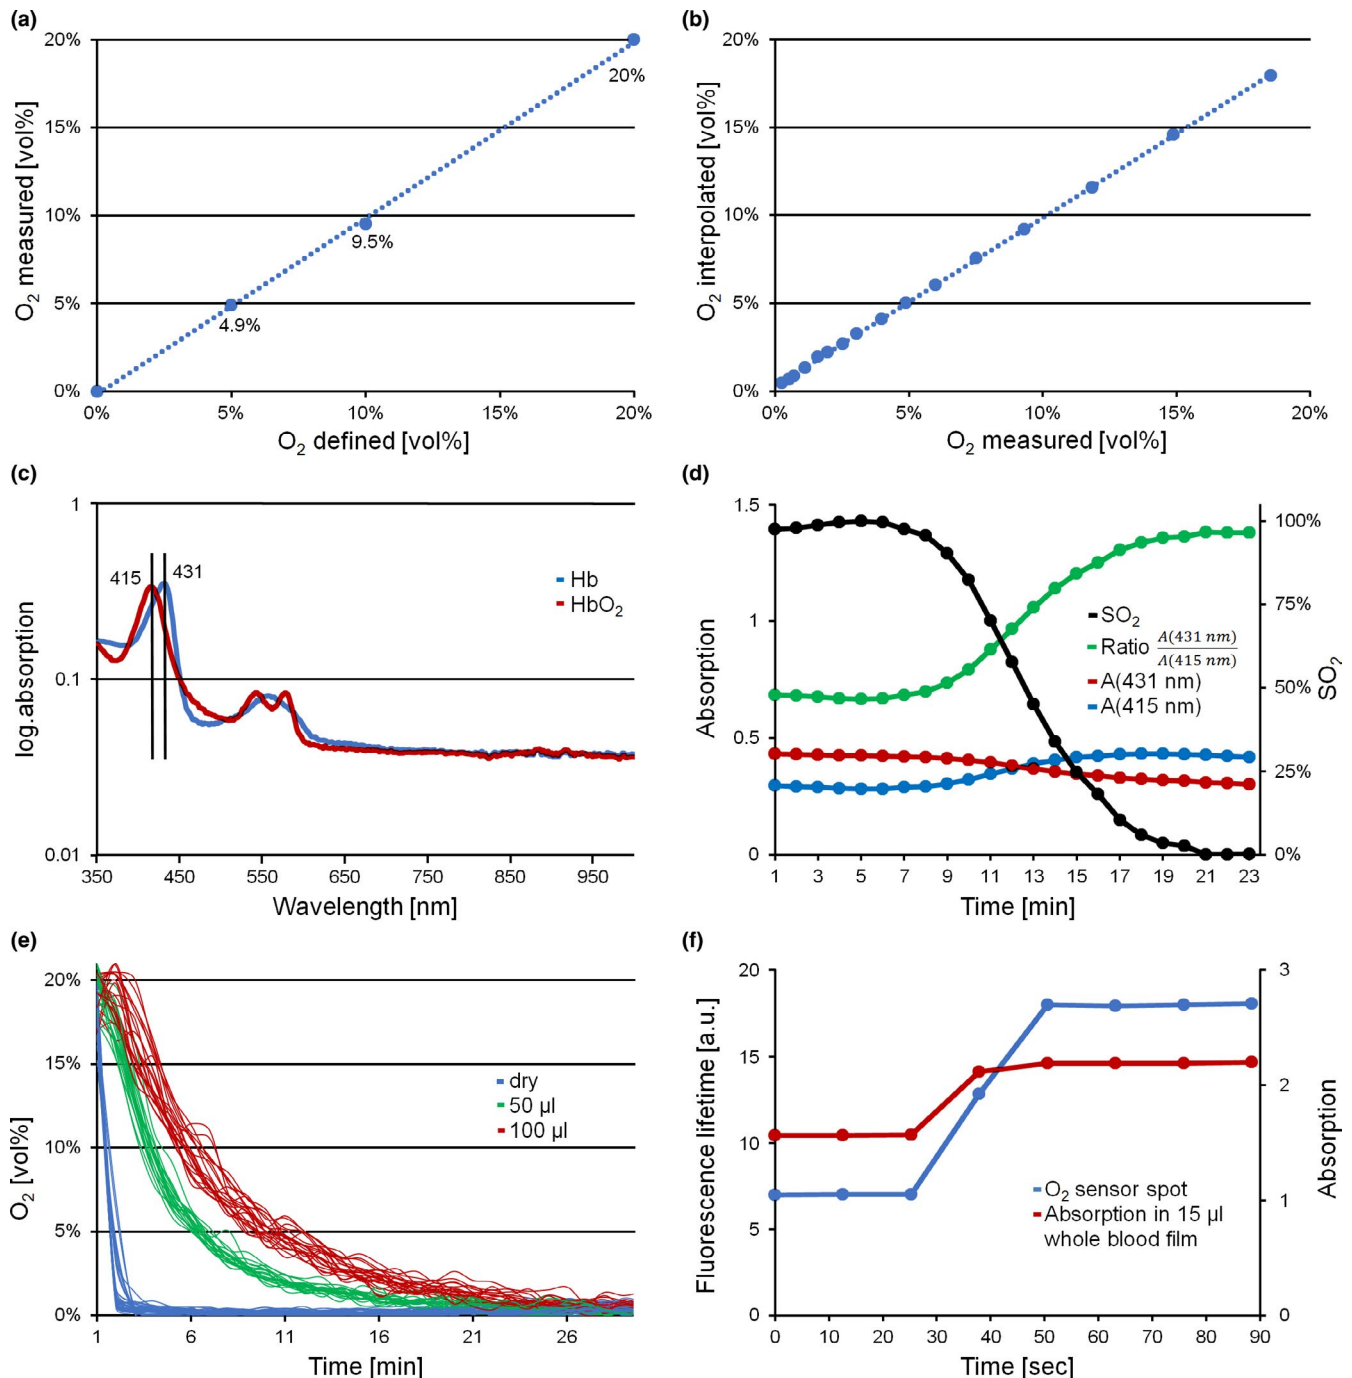 (a)
20%
15%
10%
5%
0%
O₂ measured [vol%]
20%
9.5%
4.9%
0% 5% 10% 15% 20%
O₂ defined [vol%]
(b)
20%
15%
10%
5%
0%
O₂ interpolated [vol%]
0% 5% 10% 15% 20%
O₂ measured [vol%]
(c)
1
0.1
0.01
log.absorption
415
431
Hb
HbO₂
350 450 550 650 750 850 950
Wavelength [nm]
(d)
1.5
1
0.5
0
Absorption
100%
75%
50%
25%
0%
SO₂
SO₂
Ratio A(431 nm)/A(415 nm)
A(431 nm)
A(415 nm)
1 3 5 7 9 11 13 15 17 19 21 23
Time [min]
(e)
20%
15%
10%
5%
0%
O₂ [vol%]
dry
50 µl
100 µl
1 6 11 16 21 26
Time [min]
(f)
20
15
10
5
0
Fluorescence lifetime [a.u.]
3
2
1
0
Absorption
O₂ sensor spot
Absorption in 15 µl
whole blood film
0 10 20 30 40 50 60 70 80 90
Time [sec]